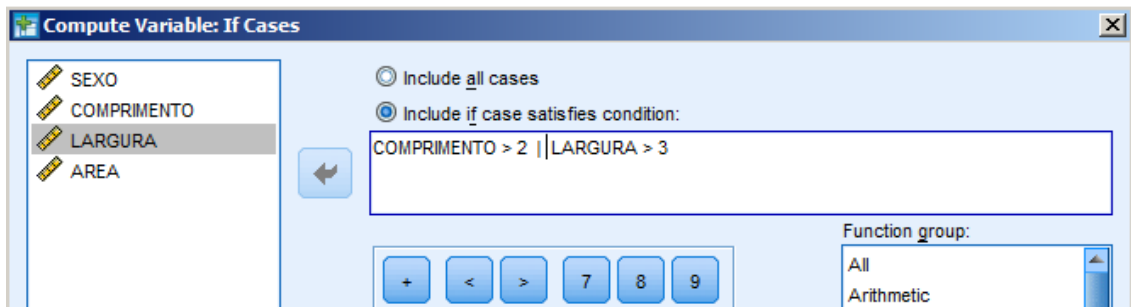 Compute Variable: If Cases
SEXO
COMPRIMENTO
LARGURA
AREA
Include all cases
Include if case satisfies condition:
COMPRIMENTO > 2 | LARGURA > 3
+ < > 7 8 9
Function group:
All
Arithmetic